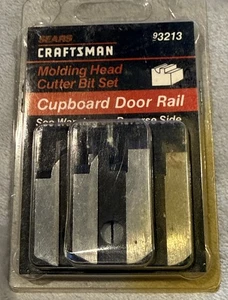 SEARS
CRAFTSMAN
93213
Molding Head
Cutter Bit Set
Cupboard Door Rail
Reverse Side